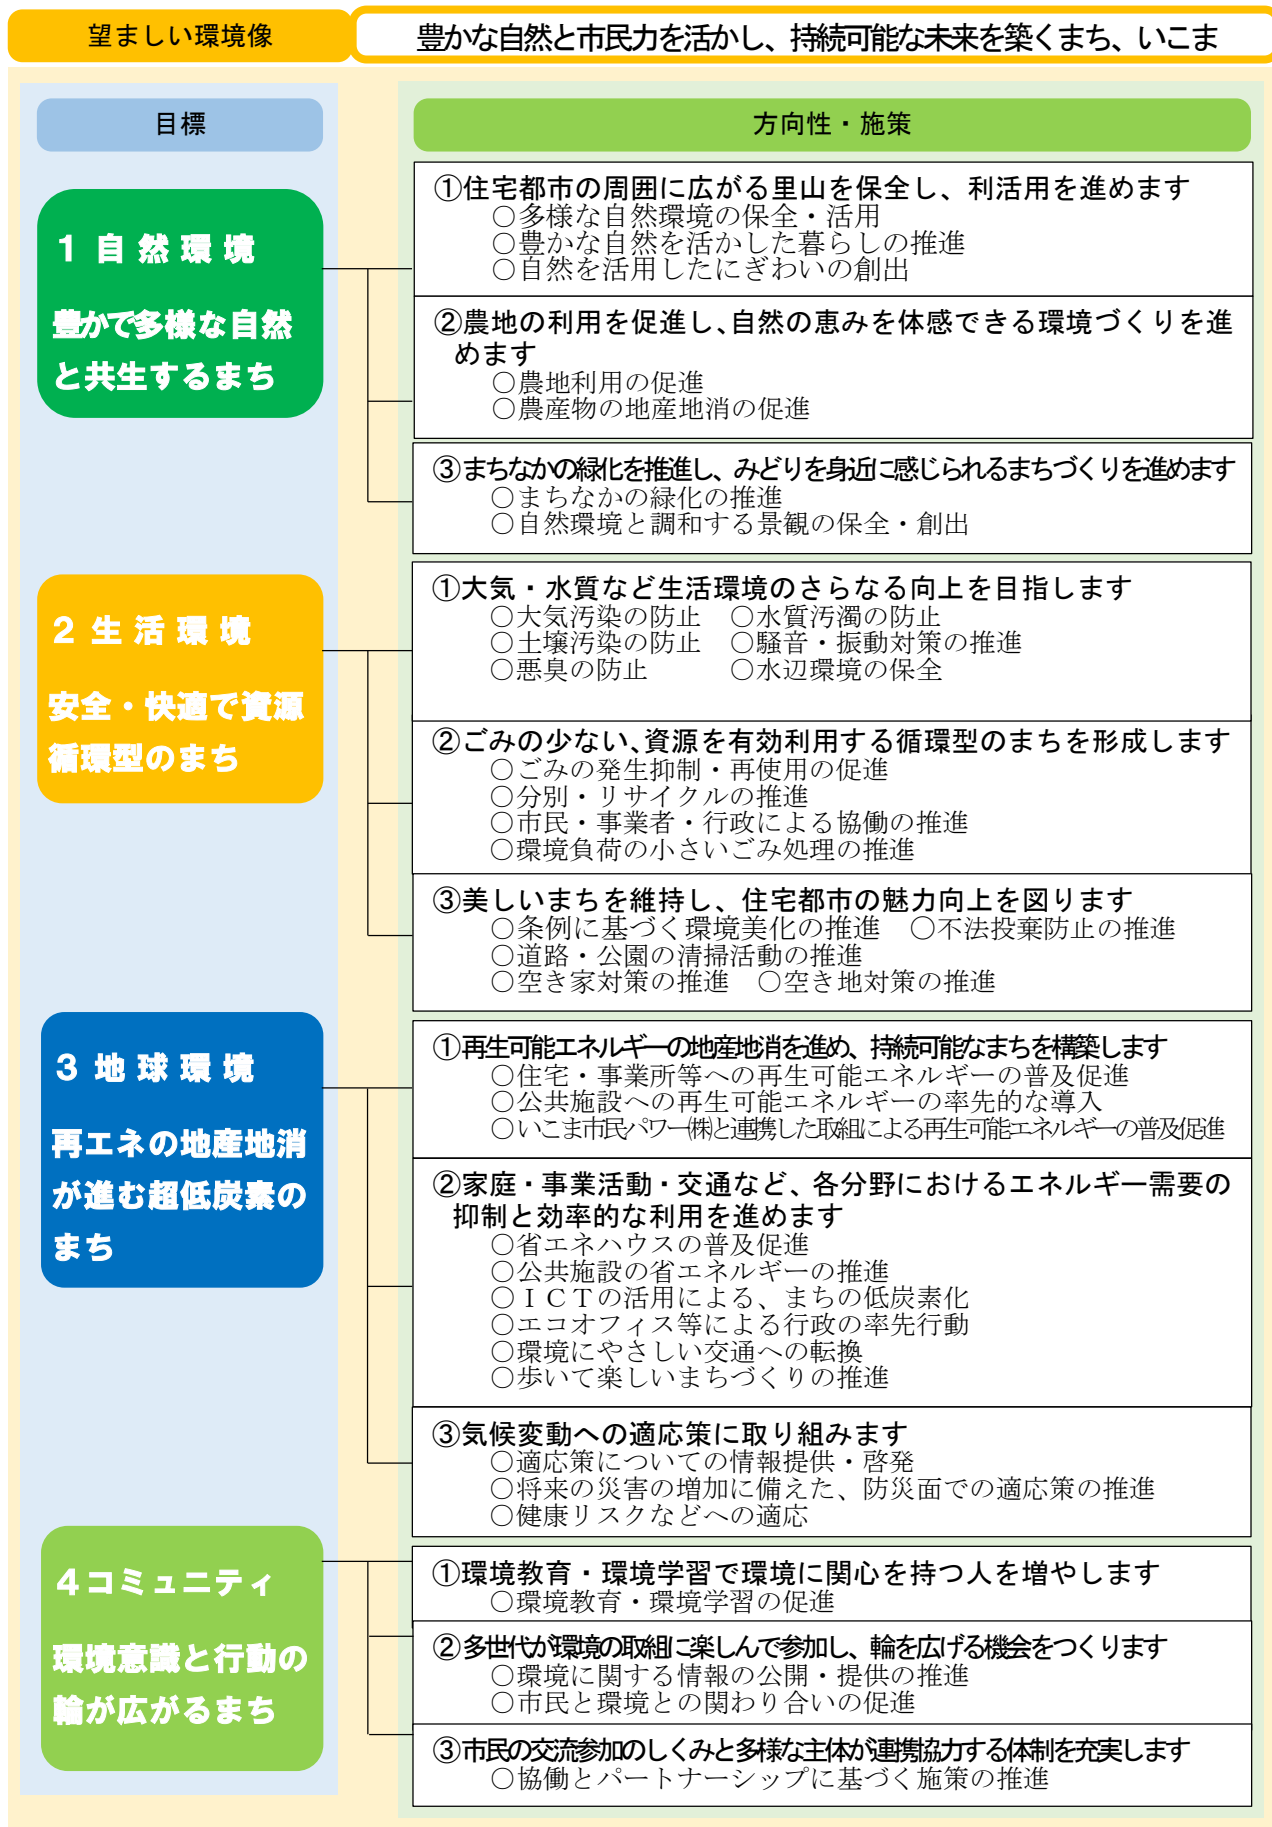 望ましい環境像
豊かな自然と市民力を活かし、持続可能な未来を築くまち、いこま
目標
方向性・施策
1 自然環境
豊かで多様な自然
と共生するまち
①住宅都市の周囲に広がる里山を保全し、利活用を進めます
○多様な自然環境の保全・活用
○豊かな自然を活かした暮らしの推進
○自然を活用したにぎわいの創出
②農地の利用を促進し、自然の恵みを体感できる環境づくりを進
めます
○農地利用の促進
○農産物の地産地消の促進
③まちなかの緑化を推進し、みどりを身近に感じられるまちづくりを進めます
○まちなかの緑化の推進
○自然環境と調和する景観の保全・創出
2 生活環境
安全・快適で資源
循環型のまち
①大気・水質など生活環境のさらなる向上を目指します
○大気汚染の防止　○水質汚濁の防止
○土壌汚染の防止　○騒音・振動対策の推進
○悪臭の防止　　　○水辺環境の保全
②ごみの少ない、資源を有効利用する循環型のまちを形成します
○ごみの発生抑制・再使用の促進
○分別・リサイクルの推進
○市民・事業者・行政による協働の推進
○環境負荷の小さいごみ処理の推進
③美しいまちを維持し、住宅都市の魅力向上を図ります
○条例に基づく環境美化の推進　○不法投棄防止の推進
○道路・公園の清掃活動の推進
○空き家対策の推進　○空き地対策の推進
3 地球環境
再エネの地産地消
が進む超低炭素の
まち
①再生可能エネルギーの地産地消を進め、持続可能なまちを構築します
○住宅・事業所等への再生可能エネルギーの普及促進
○公共施設への再生可能エネルギーの率先的な導入
○いこま市民パワー㈱と連携した取組による再生可能エネルギーの普及促進
②家庭・事業活動・交通など、各分野におけるエネルギー需要の
抑制と効率的な利用を進めます
○省エネハウスの普及促進
○公共施設の省エネルギーの推進
○ＩＣＴの活用による、まちの低炭素化
○エコオフィス等による行政の率先行動
○環境にやさしい交通への転換
○歩いて楽しいまちづくりの推進
③気候変動への適応策に取り組みます
○適応策についての情報提供・啓発
○将来の災害の増加に備えた、防災面での適応策の推進
○健康リスクなどへの適応
4コミュニティ
環境意識と行動の
輪が広がるまち
①環境教育・環境学習で環境に関心を持つ人を増やします
○環境教育・環境学習の促進
②多世代が環境の取組に楽しんで参加し、輪を広げる機会をつくります
○環境に関する情報の公開・提供の推進
○市民と環境との関わり合いの促進
③市民の交流参加のしくみと多様な主体が連携協力する体制を充実します
○協働とパートナーシップに基づく施策の推進